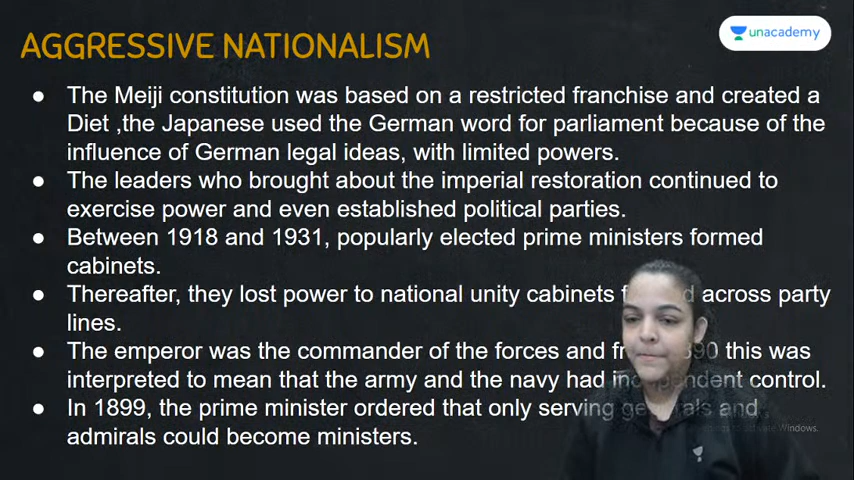 AGGRESSIVE NATIONALISM
unacademy
● The Meiji constitution was based on a restricted franchise and created a
Diet ,the Japanese used the German word for parliament because of the
influence of German legal ideas, with limited powers.
● The leaders who brought about the imperial restoration continued to
exercise power and even established political parties.
● Between 1918 and 1931, popularly elected prime ministers formed
cabinets.
● Thereafter, they lost power to national unity cabinets across party
lines.
● The emperor was the commander of the forces and this was
interpreted to mean that the army and the navy had independent control.
● In 1899, the prime minister ordered that only serving generals and
admirals could become ministers.
Windows.